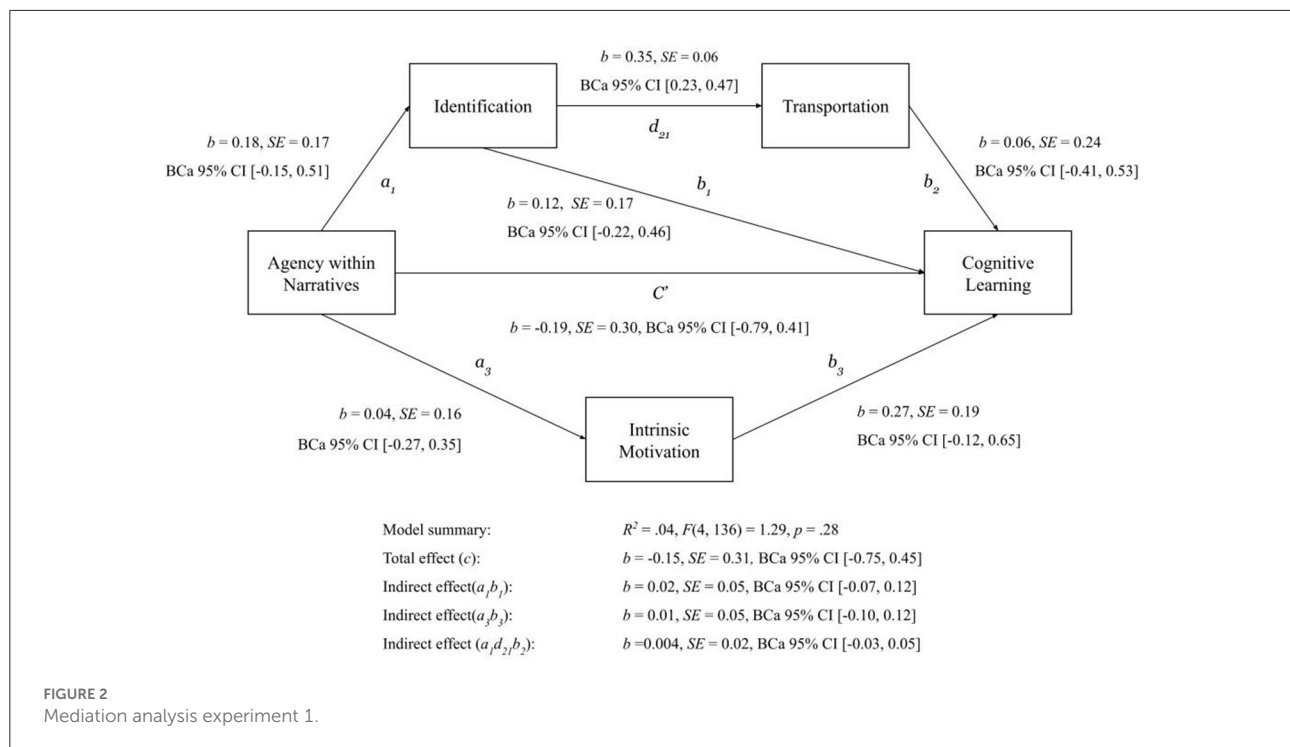 b = 0.35, SE = 0.06
BCa 95% CI [0.23, 0.47]
Identification
Transportation
d21
b = 0.18, SE = 0.17
BCa 95% CI [-0.15, 0.51]
a1
b1
b = 0.06, SE = 0.24
BCa 95% CI [-0.41, 0.53]
b2
b = 0.12, SE = 0.17
BCa 95% CI [-0.22, 0.46]
Agency within
Narratives
Cognitive
Learning
C’
b = -0.19, SE = 0.30, BCa 95% CI [-0.79, 0.41]
a3
b3
b = 0.04, SE = 0.16
BCa 95% CI [-0.27, 0.35]
Intrinsic
Motivation
b = 0.27, SE = 0.19
BCa 95% CI [-0.12, 0.65]
Model summary: R² = .04, F(4, 136) = 1.29, p = .28
Total effect (c): b = -0.15, SE = 0.31, BCa 95% CI [-0.75, 0.45]
Indirect effect(a1b1): b = 0.02, SE = 0.05, BCa 95% CI [-0.07, 0.12]
Indirect effect(a3b3): b = 0.01, SE = 0.05, BCa 95% CI [-0.10, 0.12]
Indirect effect (a1d21b2): b =0.004, SE = 0.02, BCa 95% CI [-0.03, 0.05]
FIGURE 2
Mediation analysis experiment 1.